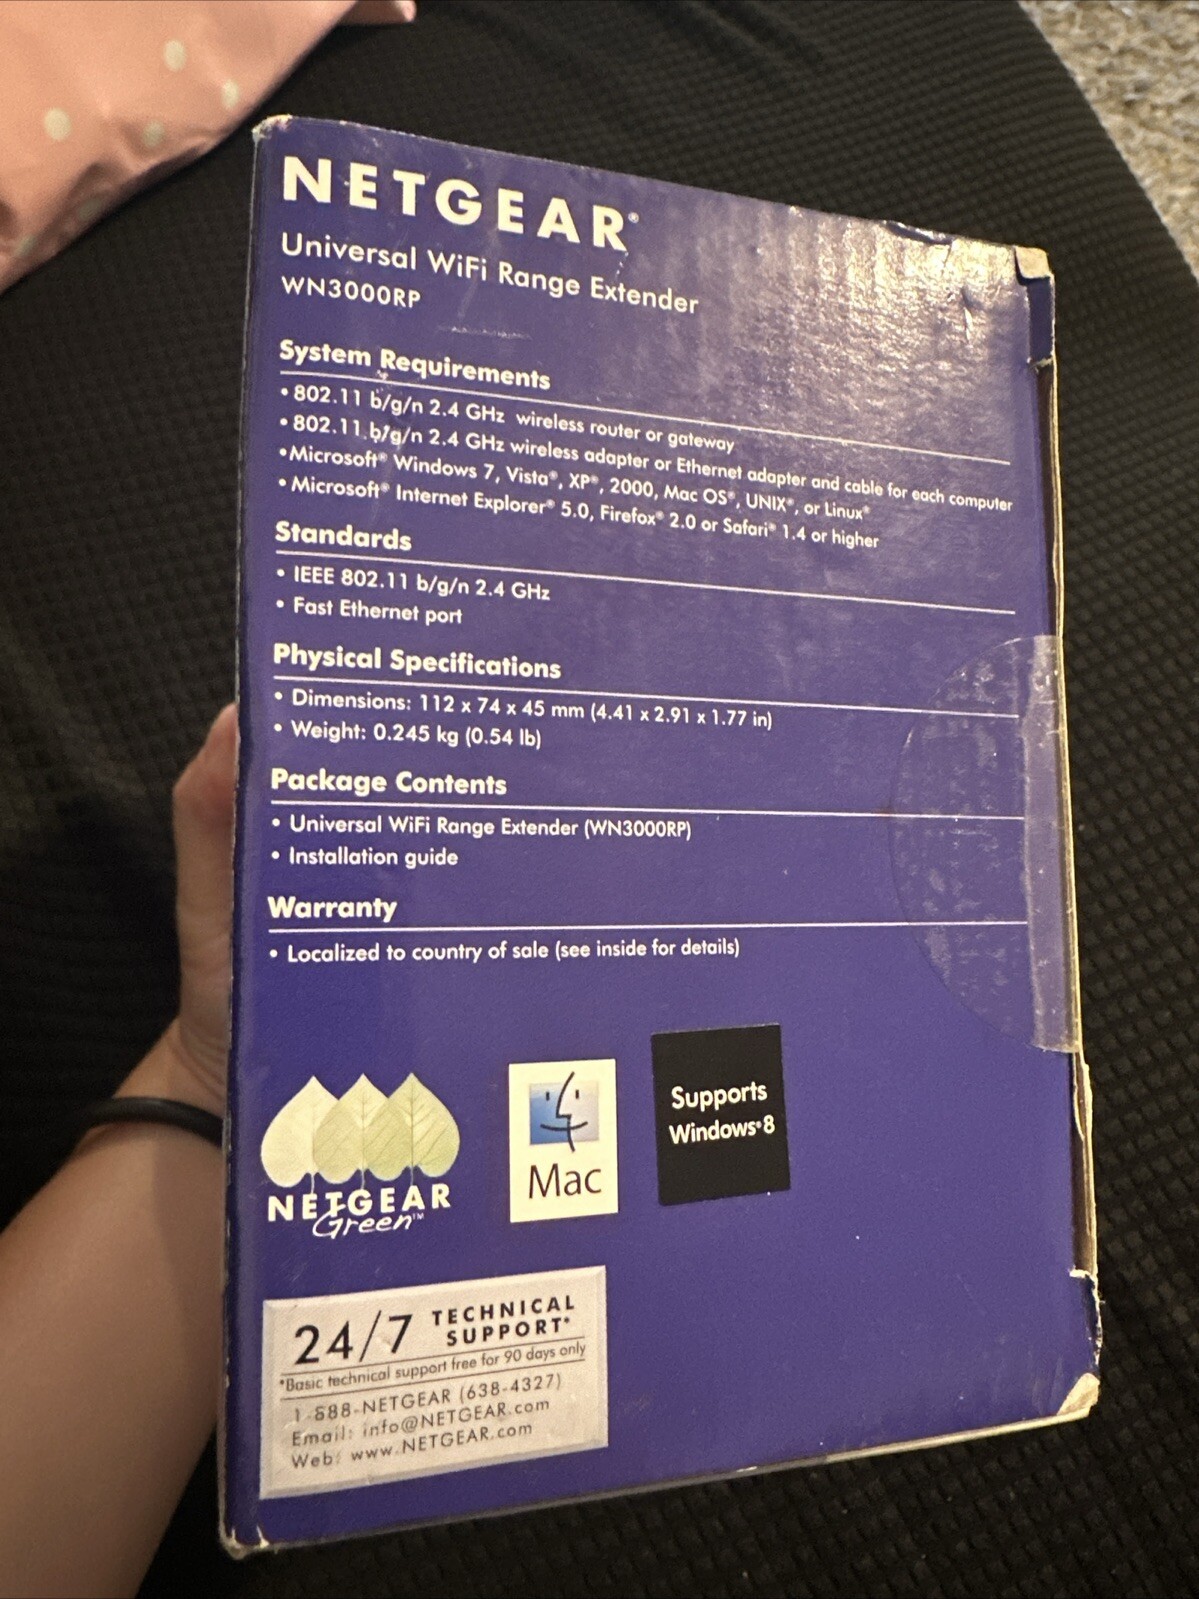 NETGEAR®
Universal WiFi Range Extender
WN3000RP
System Requirements
• 802.11 b/g/n 2.4 GHz wireless router or gateway
• 802.11 b/g/n 2.4 GHz wireless adapter or Ethernet adapter and cable for each computer
• Microsoft® Windows 7, Vista®, XP®, 2000, Mac OS®, UNIX®, or Linux®
• Microsoft® Internet Explorer® 5.0, Firefox® 2.0 or Safari® 1.4 or higher
Standards
• IEEE 802.11 b/g/n 2.4 GHz
• Fast Ethernet port
Physical Specifications
• Dimensions: 112 x 74 x 45 mm (4.41 x 2.91 x 1.77 in)
• Weight: 0.245 kg (0.54 lb)
Package Contents
• Universal WiFi Range Extender (WN3000RP)
• Installation guide
Warranty
• Localized to country of sale (see inside for details)
NETGEAR
Green™
Mac
Supports
Windows® 8
24/7 TECHNICAL
SUPPORT*
*Basic technical support free for 90 days only
1-888-NETGEAR (638-4327)
Email: info@NETGEAR.com
Web: www.NETGEAR.com